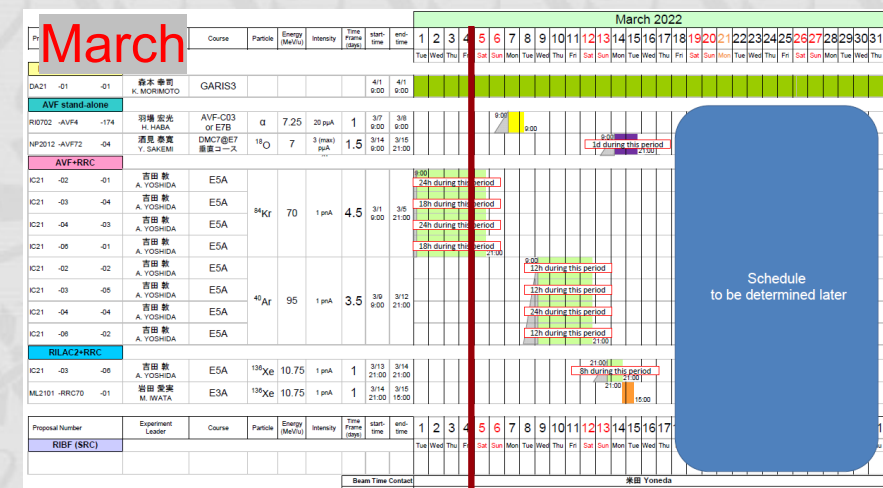 March
March 2022
Course Particle Energy (MeV/u) Intensity Time Frame (days) start-time end-time 1 2 3 4 5 6 7 8 9 10 11 12 13 14 15 16 17 18 19 20 21 22 23 24 25 26 27 28 29 30 31
Tue Wed Thu Fri Sat Sun Mon Tue Wed Thu Fri Sat Sun Mon Tue Wed Thu Fri Sat Sun Mon Tue Wed Thu Fri Sat Sun Mon Tue Wed Thu
DA21 -01 -01 森本 幸司 K. MORIMOTO GARIS3 4/1 9:00 4/1 9:00
AVF stand-alone
RI0702 -AVF4 -174 羽場 宏光 H. HABA AVF-C03 or E7B α 7.25 20 pμA 1 3/7 9:00 3/8 9:00 9:00 9:00
NP2012 -AVF72 -04 酒見 泰寛 Y. SAKEMI DMC7@E7 垂直コース 18O 7 3 (max) pμA ... 1.5 3/14 9:00 3/15 21:00 9:00 1d during this period 21:00
AVF+RRC
IC21 -02 -01 吉田 敦 A. YOSHIDA E5A 9:00 24h during this period
IC21 -03 -04 吉田 敦 A. YOSHIDA E5A 18h during this period
84Kr 70 1 pnA 4.5 3/1 9:00 3/5 21:00
IC21 -04 -03 吉田 敦 A. YOSHIDA E5A 24h during this period
IC21 -06 -01 吉田 敦 A. YOSHIDA E5A 18h during this period 21:00
IC21 -02 -02 吉田 敦 A. YOSHIDA E5A 9:00 12h during this period
IC21 -03 -05 吉田 敦 A. YOSHIDA E5A 12h during this period
40Ar 95 1 pnA 3.5 3/9 9:00 3/12 21:00
IC21 -04 -04 吉田 敦 A. YOSHIDA E5A 24h during this period
IC21 -06 -02 吉田 敦 A. YOSHIDA E5A 12h during this period 21:00
Schedule
to be determined later
RILAC2+RRC
IC21 -03 -06 吉田 敦 A. YOSHIDA E5A 136Xe 10.75 1 pnA 1 3/13 21:00 3/14 21:00 21:00 8h during this period 21:00
ML2101 -RRC70 -01 岩田 愛実 M. IWATA E3A 136Xe 10.75 1 pnA 1 3/14 21:00 3/15 15:00 21:00 15:00
Proposal Number Experiment Leader Course Particle Energy (MeV/u) Intensity Time Frame (days) start-time end-time 1 2 3 4 5 6 7 8 9 10 11 12 13 14 15 16 17
RIBF (SRC) Tue Wed Thu Sat Sun Mon Tue Wed Thu Fri Sat Sun Mon Tue Wed Thu
Beam Time Contact 米田 Yoneda